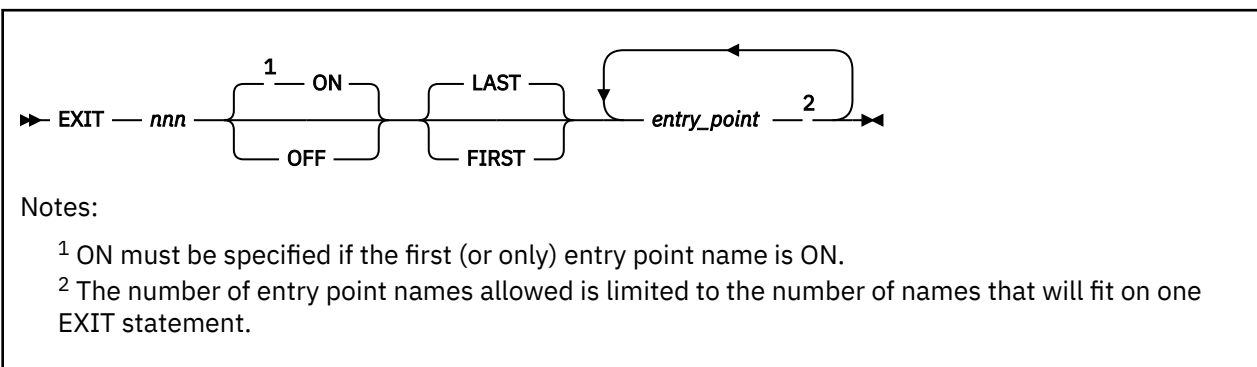 1 ON LAST
EXIT nnn entry_point 2
OFF FIRST
Notes:
1 ON must be specified if the first (or only) entry point name is ON.
2 The number of entry point names allowed is limited to the number of names that will fit on one
EXIT statement.